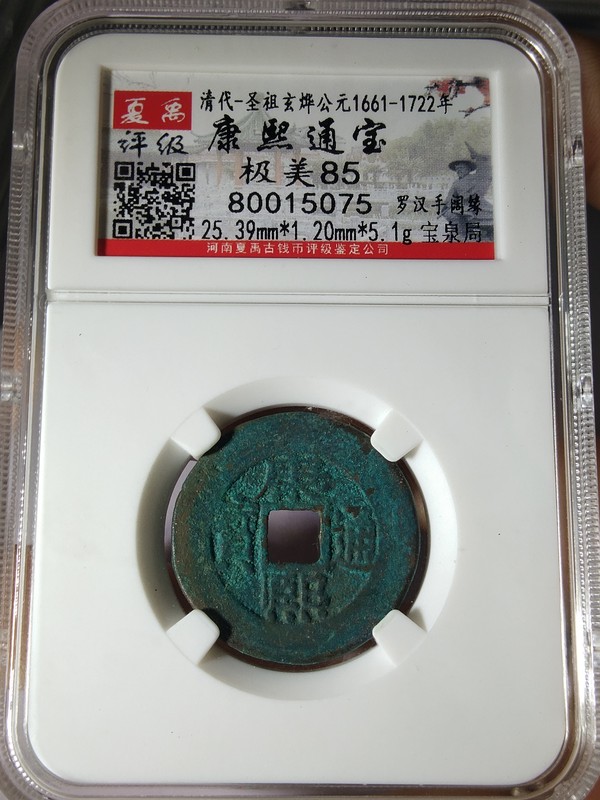 清代-圣祖玄烨公元1661-1722年
夏禹
评级
康熙通宝
极美85
80015075
罗汉手闺缘
25.39mm*1.20mm*5.1g 宝泉局
河南夏禹古钱币评级鉴定公司
康熙通寶